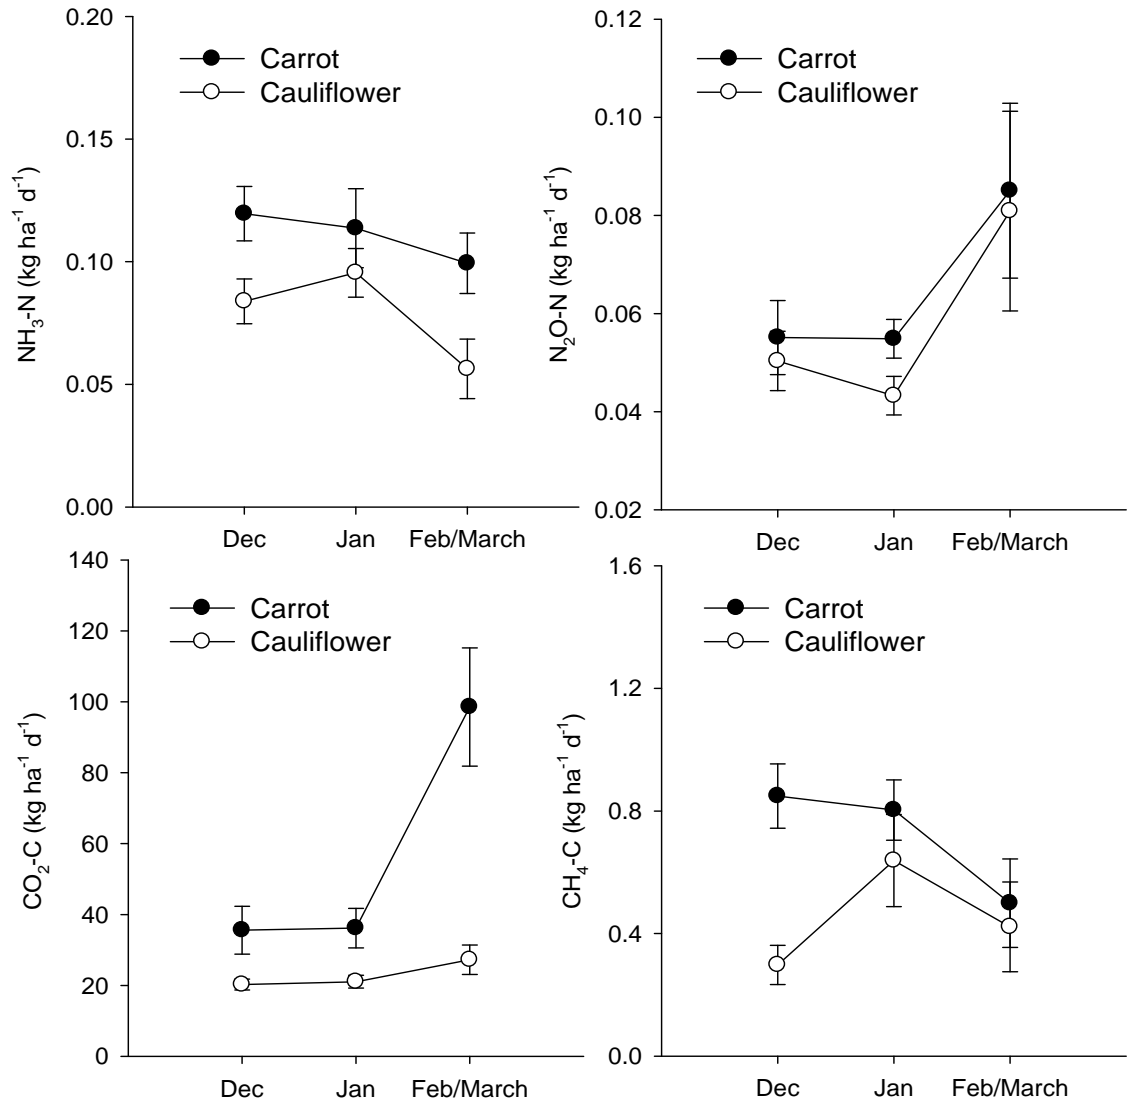 0.20
0.15
0.10
0.05
0.00
NH₃-N (kg ha⁻¹ d⁻¹)
Carrot
Cauliflower
Dec Jan Feb/March
0.12
0.10
0.08
0.06
0.04
0.02
N₂O-N (kg ha⁻¹ d⁻¹)
Carrot
Cauliflower
Dec Jan Feb/March
140
120
100
80
60
40
20
0
CO₂-C (kg ha⁻¹ d⁻¹)
Carrot
Cauliflower
Dec Jan Feb/March
1.6
1.2
0.8
0.4
0.0
CH₄-C (kg ha⁻¹ d⁻¹)
Carrot
Cauliflower
Dec Jan Feb/March